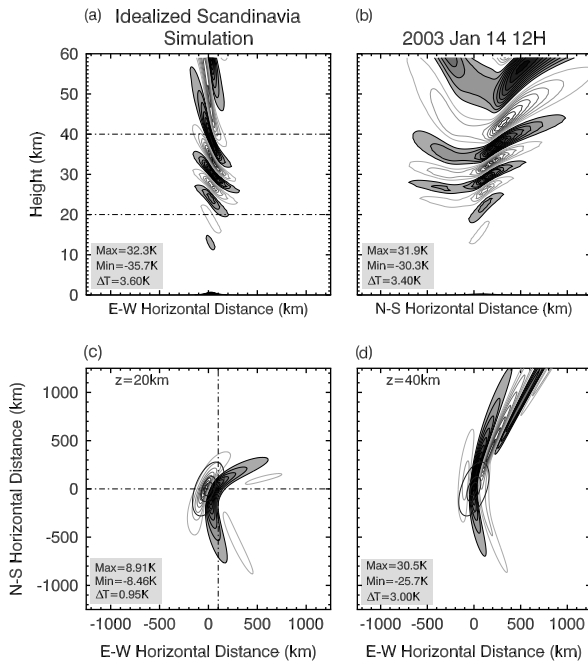 (a) Idealized Scandinavia
Simulation
(b)
2003 Jan 14 12H
60
50
40
30
20
10
0
Height (km)
Max=32.3K
Min=-35.7K
ΔT=3.60K
E-W Horizontal Distance (km)
Max=31.9K
Min=-30.3K
ΔT=3.40K
N-S Horizontal Distance (km)
(c)
z=20km
(d)
z=40km
1000
500
0
-500
-1000
N-S Horizontal Distance (km)
Max=8.91K
Min=-8.46K
ΔT=0.95K
Max=30.5K
Min=-25.7K
ΔT=3.00K
-1000 -500 0 500 1000
-1000 -500 0 500 1000
E-W Horizontal Distance (km)
E-W Horizontal Distance (km)